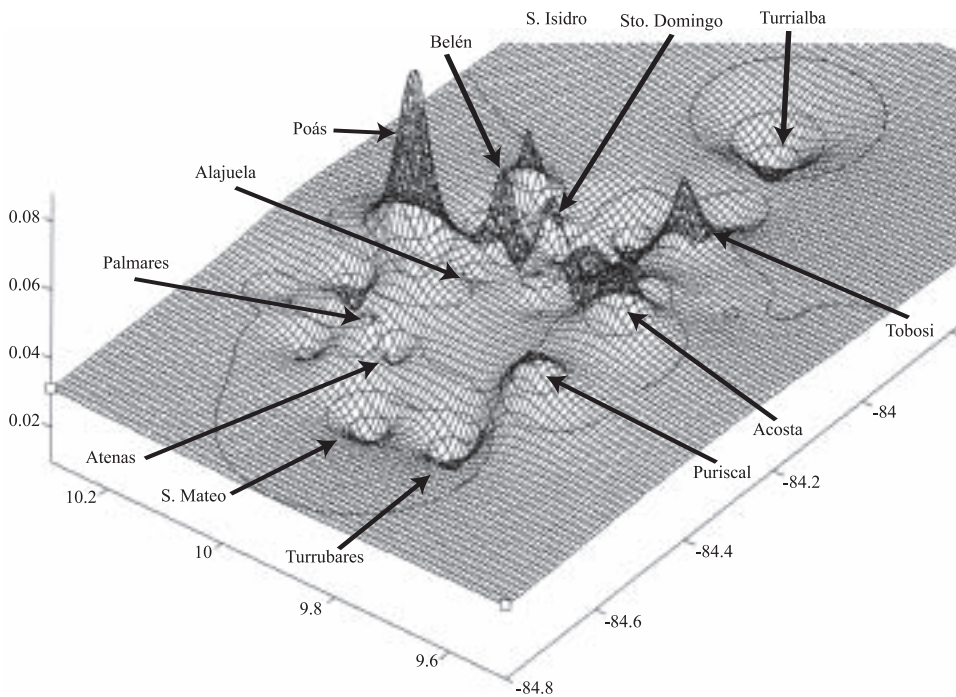 S. Isidro
Sto. Domingo
Turrialba
Belén
Poás
Alajuela
Palmares
Tobosi
Acosta
Atenas
Puriscal
S. Mateo
Turrubares
0.08
0.06
0.04
0.02
10.2
10
9.8
9.6
-84
-84.2
-84.4
-84.6
-84.8